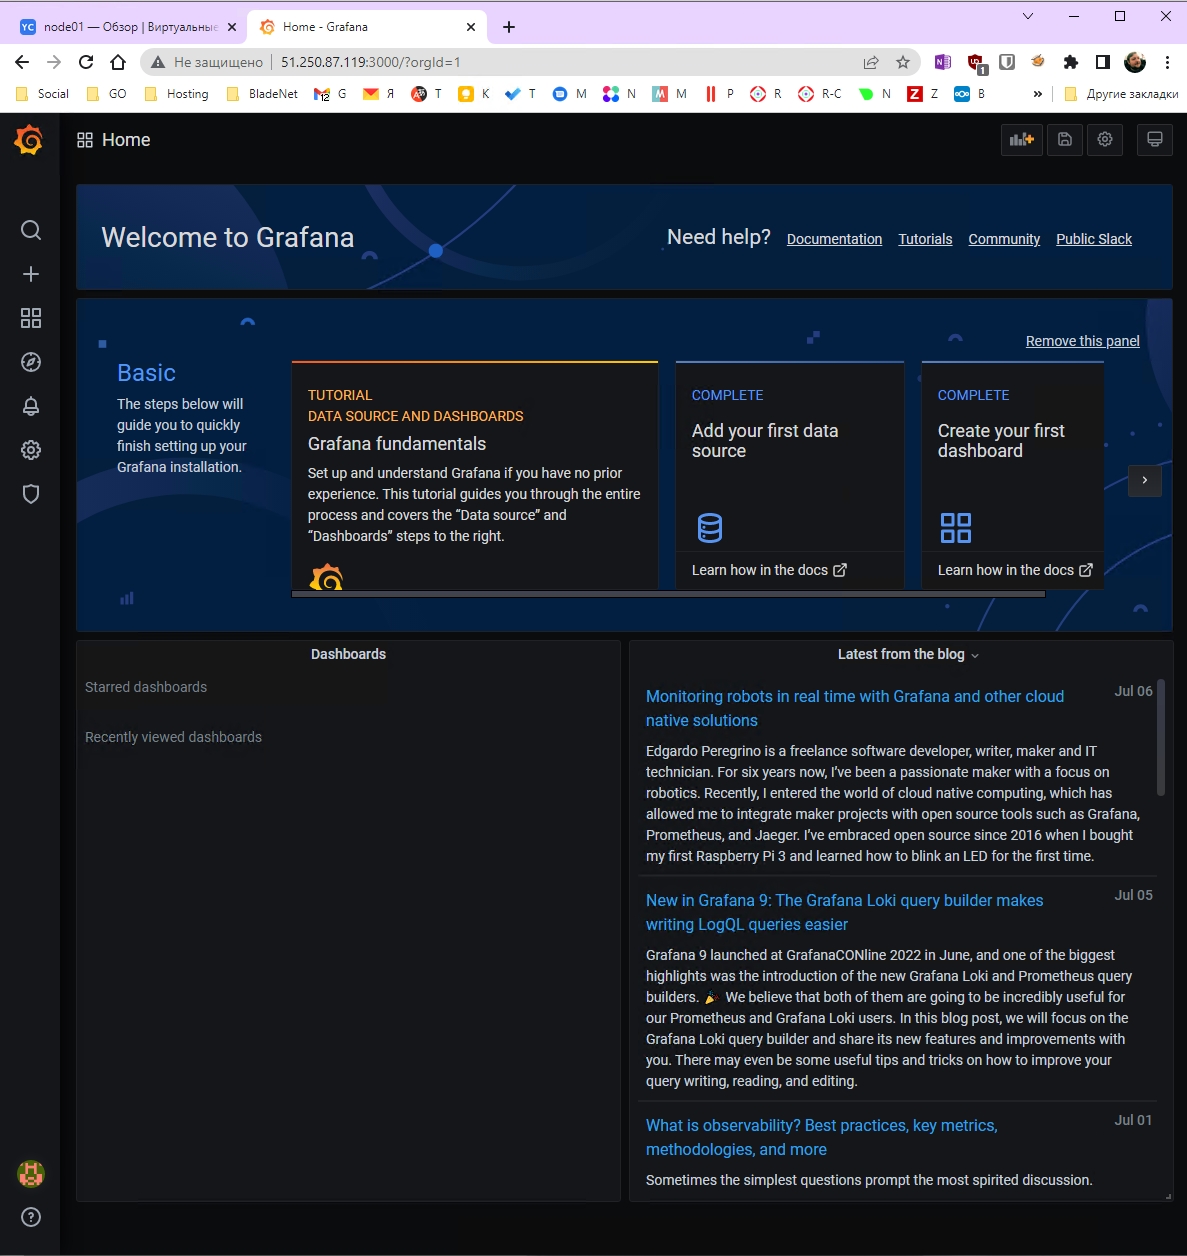 YC node01 — Обзор | Виртуальные
Home - Grafana
Не защищено 51.250.87.119:3000/?orgId=1
1
Social GO Hosting BladeNet 12 G Я T K T M N M P R R-C N Z Z B » Другие закладки
Home
Welcome to Grafana
Need help? Documentation Tutorials Community Public Slack
Remove this panel
Basic
The steps below will
guide you to quickly
finish setting up your
Grafana installation.
TUTORIAL
DATA SOURCE AND DASHBOARDS
Grafana fundamentals
Set up and understand Grafana if you have no prior
experience. This tutorial guides you through the entire
process and covers the “Data source” and
“Dashboards” steps to the right.
COMPLETE
Add your first data
source
Learn how in the docs
COMPLETE
Create your first
dashboard
Learn how in the docs
Dashboards
Starred dashboards
Recently viewed dashboards
Latest from the blog
Monitoring robots in real time with Grafana and other cloud
native solutions
Jul 06
Edgardo Peregrino is a freelance software developer, writer, maker and IT
technician. For six years now, I’ve been a passionate maker with a focus on
robotics. Recently, I entered the world of cloud native computing, which has
allowed me to integrate maker projects with open source tools such as Grafana,
Prometheus, and Jaeger. I’ve embraced open source since 2016 when I bought
my first Raspberry Pi 3 and learned how to blink an LED for the first time.
New in Grafana 9: The Grafana Loki query builder makes
writing LogQL queries easier
Jul 05
Grafana 9 launched at GrafanaCONline 2022 in June, and one of the biggest
highlights was the introduction of the new Grafana Loki and Prometheus query
builders. 🎉 We believe that both of them are going to be incredibly useful for
our Prometheus and Grafana Loki users. In this blog post, we will focus on the
Grafana Loki query builder and share its new features and improvements with
you. There may even be some useful tips and tricks on how to improve your
query writing, reading, and editing.
What is observability? Best practices, key metrics,
methodologies, and more
Jul 01
Sometimes the simplest questions prompt the most spirited discussion.